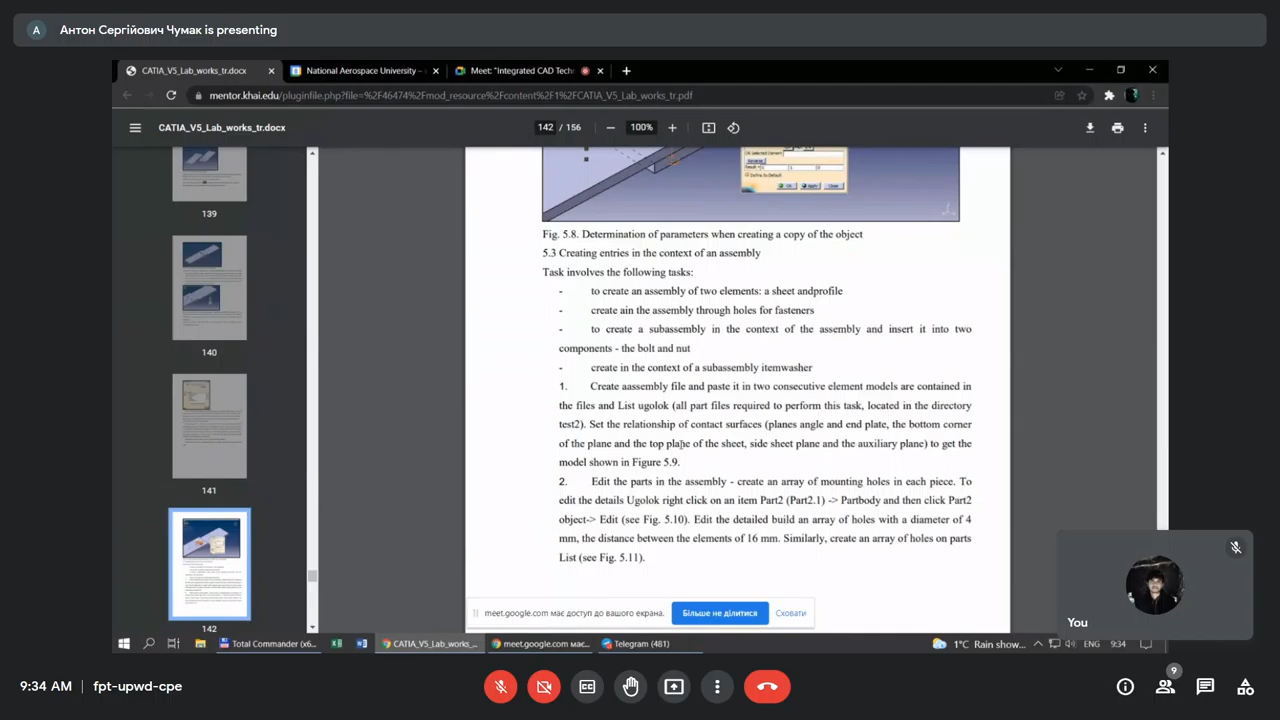 A Антон Сергійович Чумак is presenting
CATIA_V5_Lab_works_tr.docx
National Aerospace University –
Meet: "Integrated CAD Tech
mentor.khai.edu/pluginfile.php?file=%2F46474%2Fmod_resource%2Fcontent%2F1%2FCATIA_V5_Lab_works_tr.pdf
CATIA_V5_Lab_works_tr.docx
142 / 156
100%
139
140
141
142
OK
Apply
Close
Fig. 5.8. Determination of parameters when creating a copy of the object
5.3 Creating entries in the context of an assembly
Task involves the following tasks:
- to create an assembly of two elements: a sheet andprofile
- create ain the assembly through holes for fasteners
- to create a subassembly in the context of the assembly and insert it into two
components - the bolt and nut
- create in the context of a subassembly itemwasher
1. Create aassembly file and paste it in two consecutive element models are contained in
the files and List ugolok (all part files required to perform this task, located in the directory
test2). Set the relationship of contact surfaces (planes angle and end plate, the bottom corner
of the plane and the top plane of the sheet, side sheet plane and the auxiliary plane) to get the
model shown in Figure 5.9.
2. Edit the parts in the assembly - create an array of mounting holes in each piece. To
edit the details Ugolok right click on an item Part2 (Part2.1) -> Partbody and then click Part2
object-> Edit (see Fig. 5.10). Edit the detailed build an array of holes with a diameter of 4
mm, the distance between the elements of 16 mm. Similarly, create an array of holes on parts
List (see Fig. 5.11).
meet.google.com має доступ до вашого екрана.
Більше не ділитися
Сховати
You
Total Commander (x6...
CATIA_V5_Lab_works_...
meet.google.com має...
Telegram (481)
1°C Rain show...
ENG
9:34
9:34 AM | fpt-upwd-cpe
9